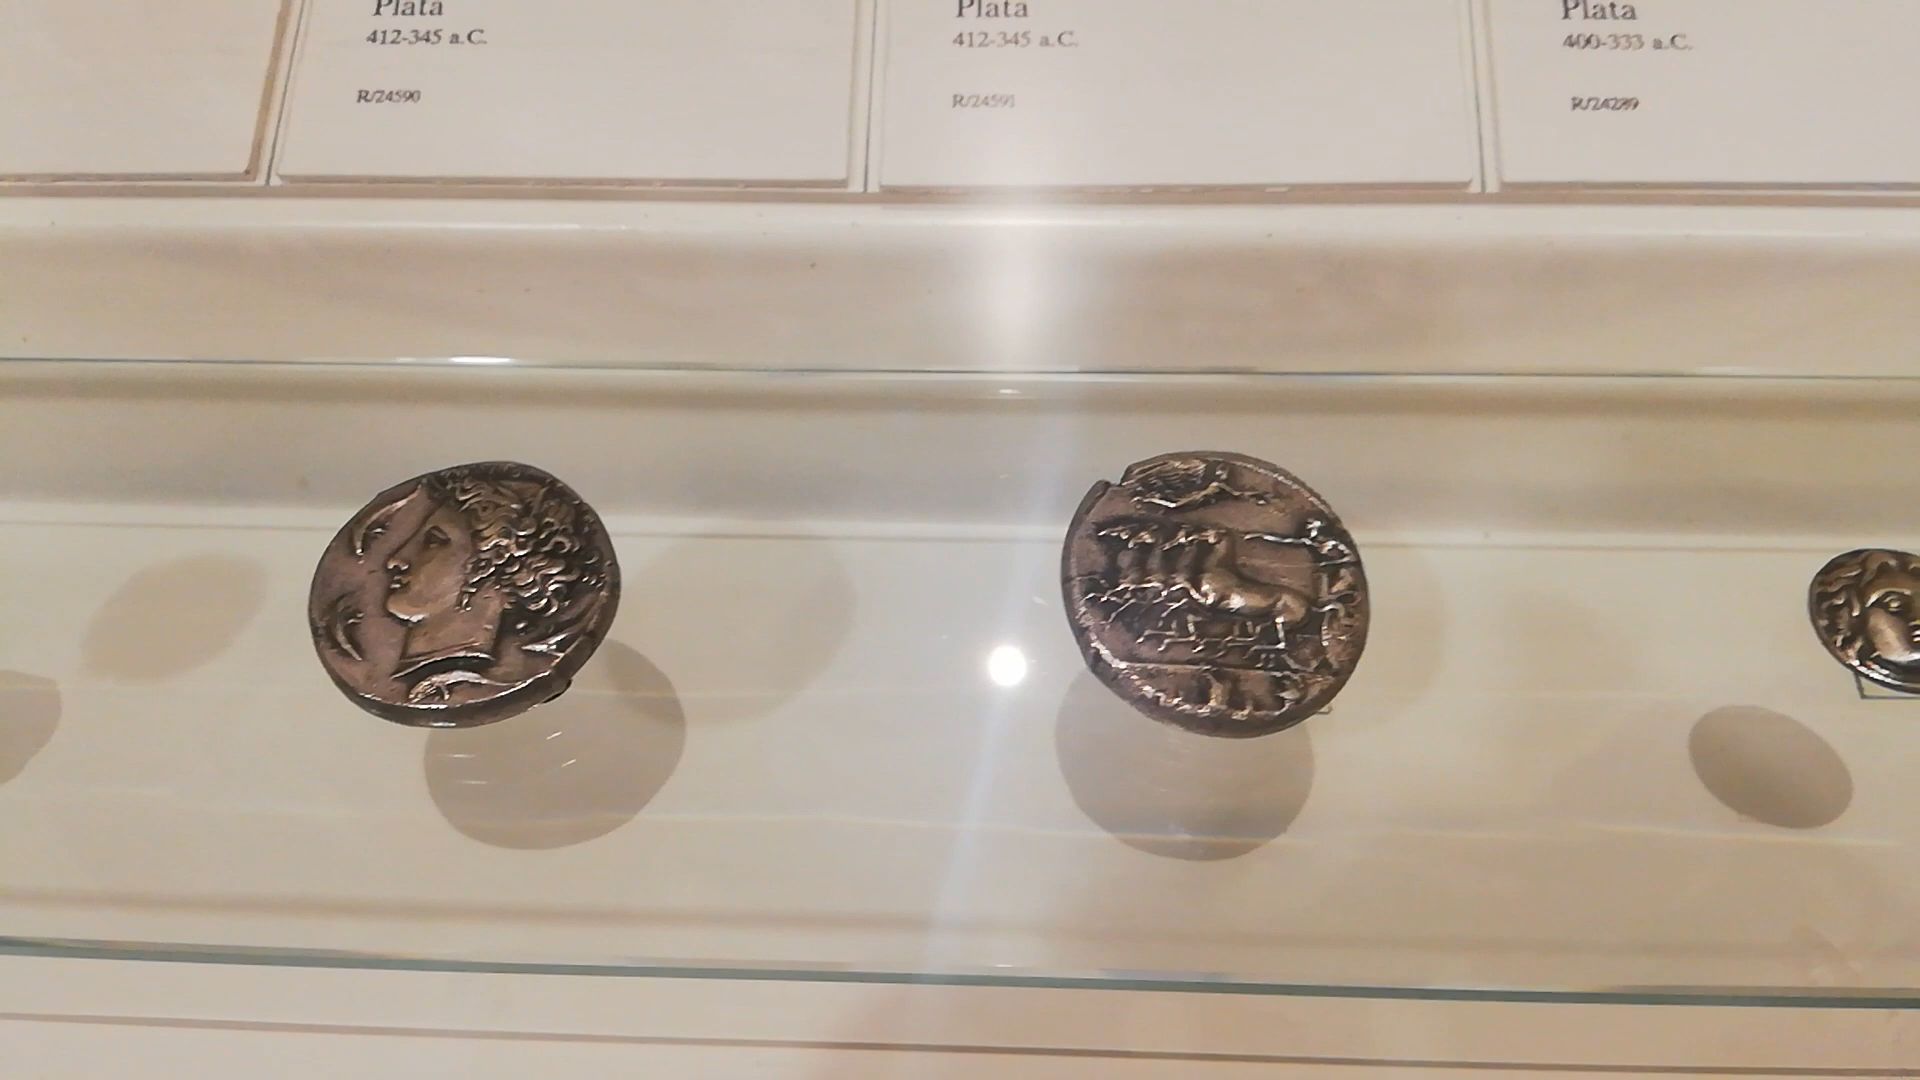 Plata
412-345 a.C.
R/24590
Plata
412-345 a.C.
R/24591
Plata
400-333 a.C.
R/24289